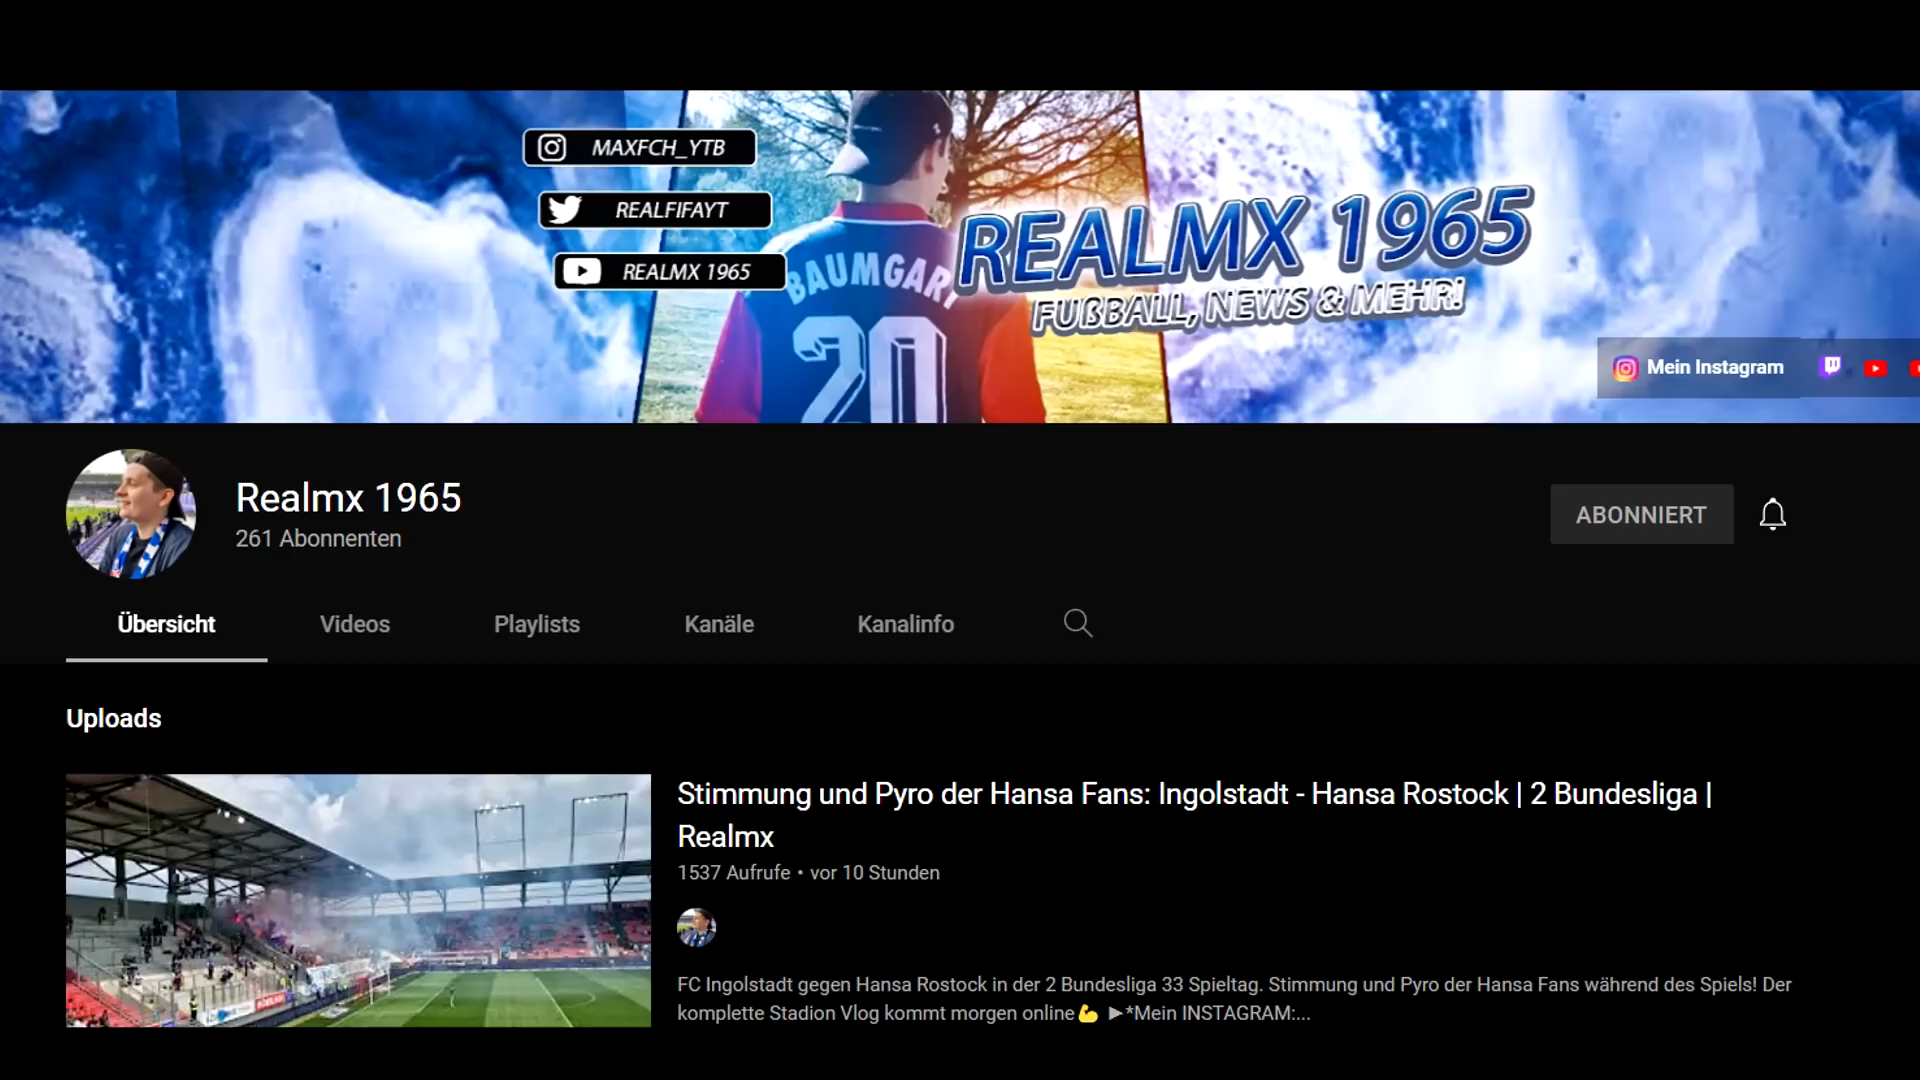 MAXFCH_YTB
REALFIFAYT
REALMX 1965
BAUMGART
20
REALMX 1965
FUẞBALL, NEWS & MEHR!
Mein Instagram
Realmx 1965
261 Abonnenten
ABONNIERT
Übersicht
Videos
Playlists
Kanäle
Kanalinfo
Uploads
Stimmung und Pyro der Hansa Fans: Ingolstadt - Hansa Rostock | 2 Bundesliga |
Realmx
1537 Aufrufe • vor 10 Stunden
FC Ingolstadt gegen Hansa Rostock in der 2 Bundesliga 33 Spieltag. Stimmung und Pyro der Hansa Fans während des Spiels! Der
komplette Stadion Vlog kommt morgen online💪 ►*Mein INSTAGRAM:...